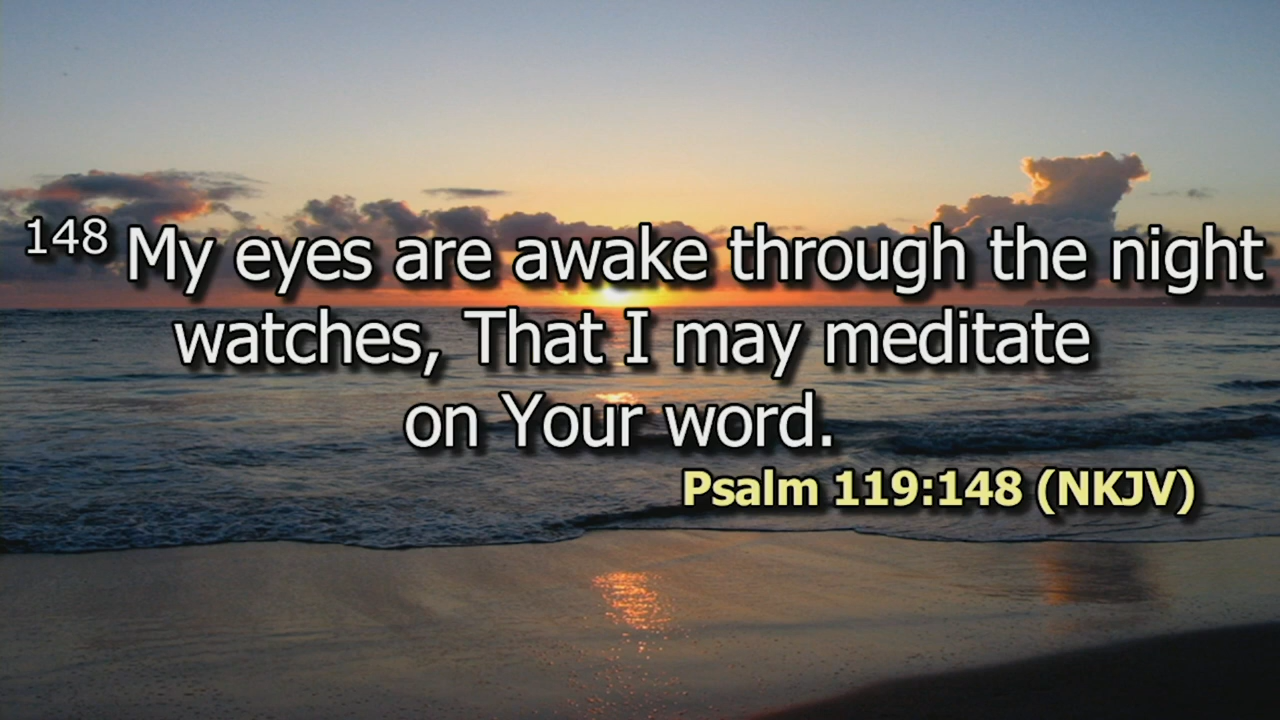 148 My eyes are awake through the night
watches, That I may meditate
on Your word.
Psalm 119:148 (NKJV)